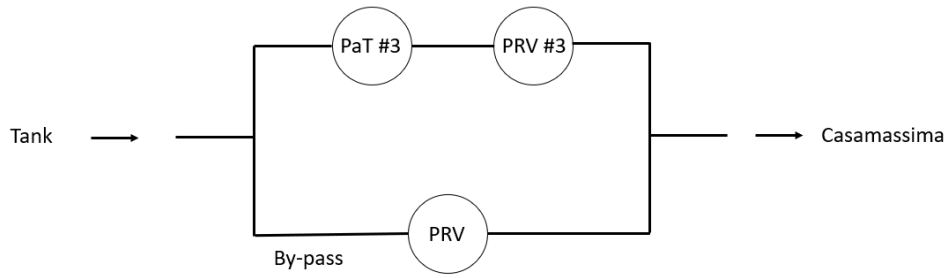 PaT #3
PRV #3
Tank
Casamassima
PRV
By-pass